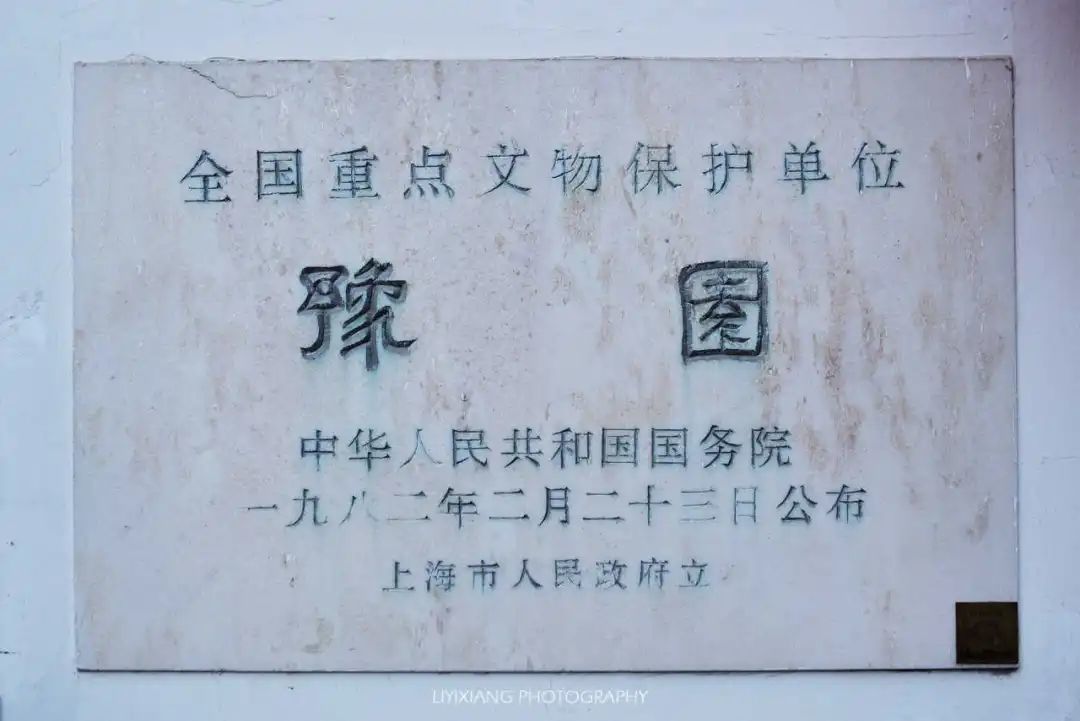 全国重点文物保护单位
豫园
中华人民共和国国务院
一九八二年二月二十三日公布
上海市人民政府立
LIYIXIANG PHOTOGRAPHY